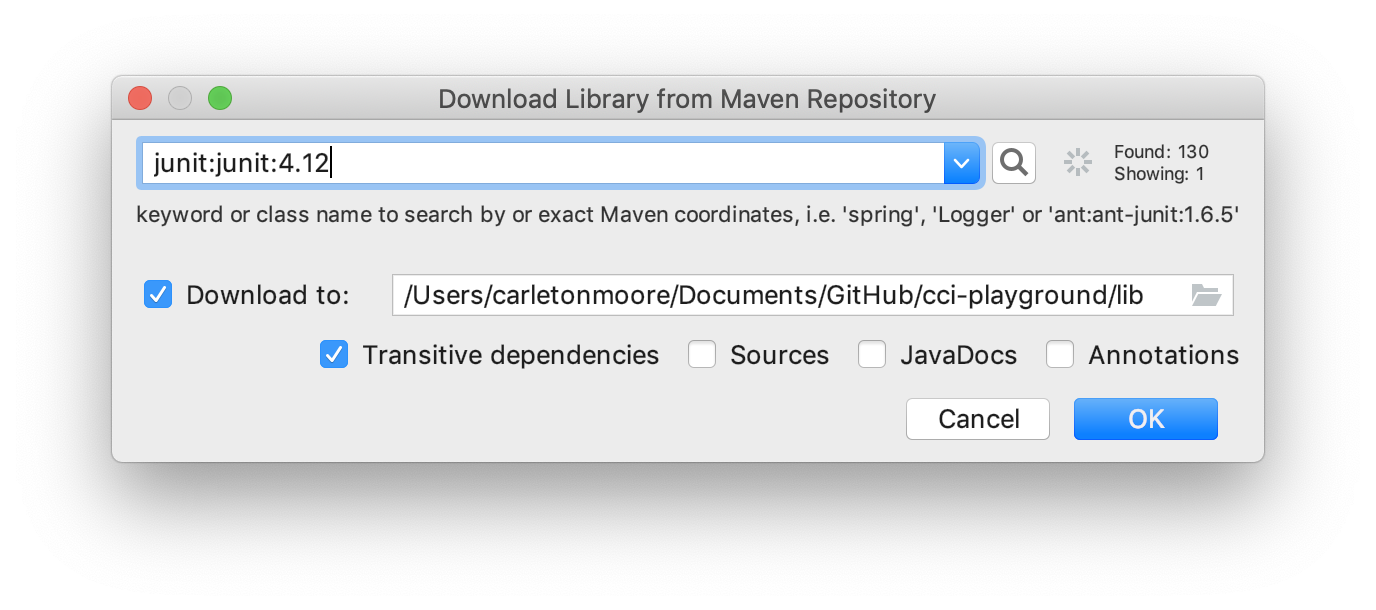 Download Library from Maven Repository
junit:junit:4.12
Found: 130
Showing: 1
keyword or class name to search by or exact Maven coordinates, i.e. 'spring', 'Logger' or 'ant:ant-junit:1.6.5'
Download to: /Users/carletonmoore/Documents/GitHub/cci-playground/lib
Transitive dependencies Sources JavaDocs Annotations
Cancel OK